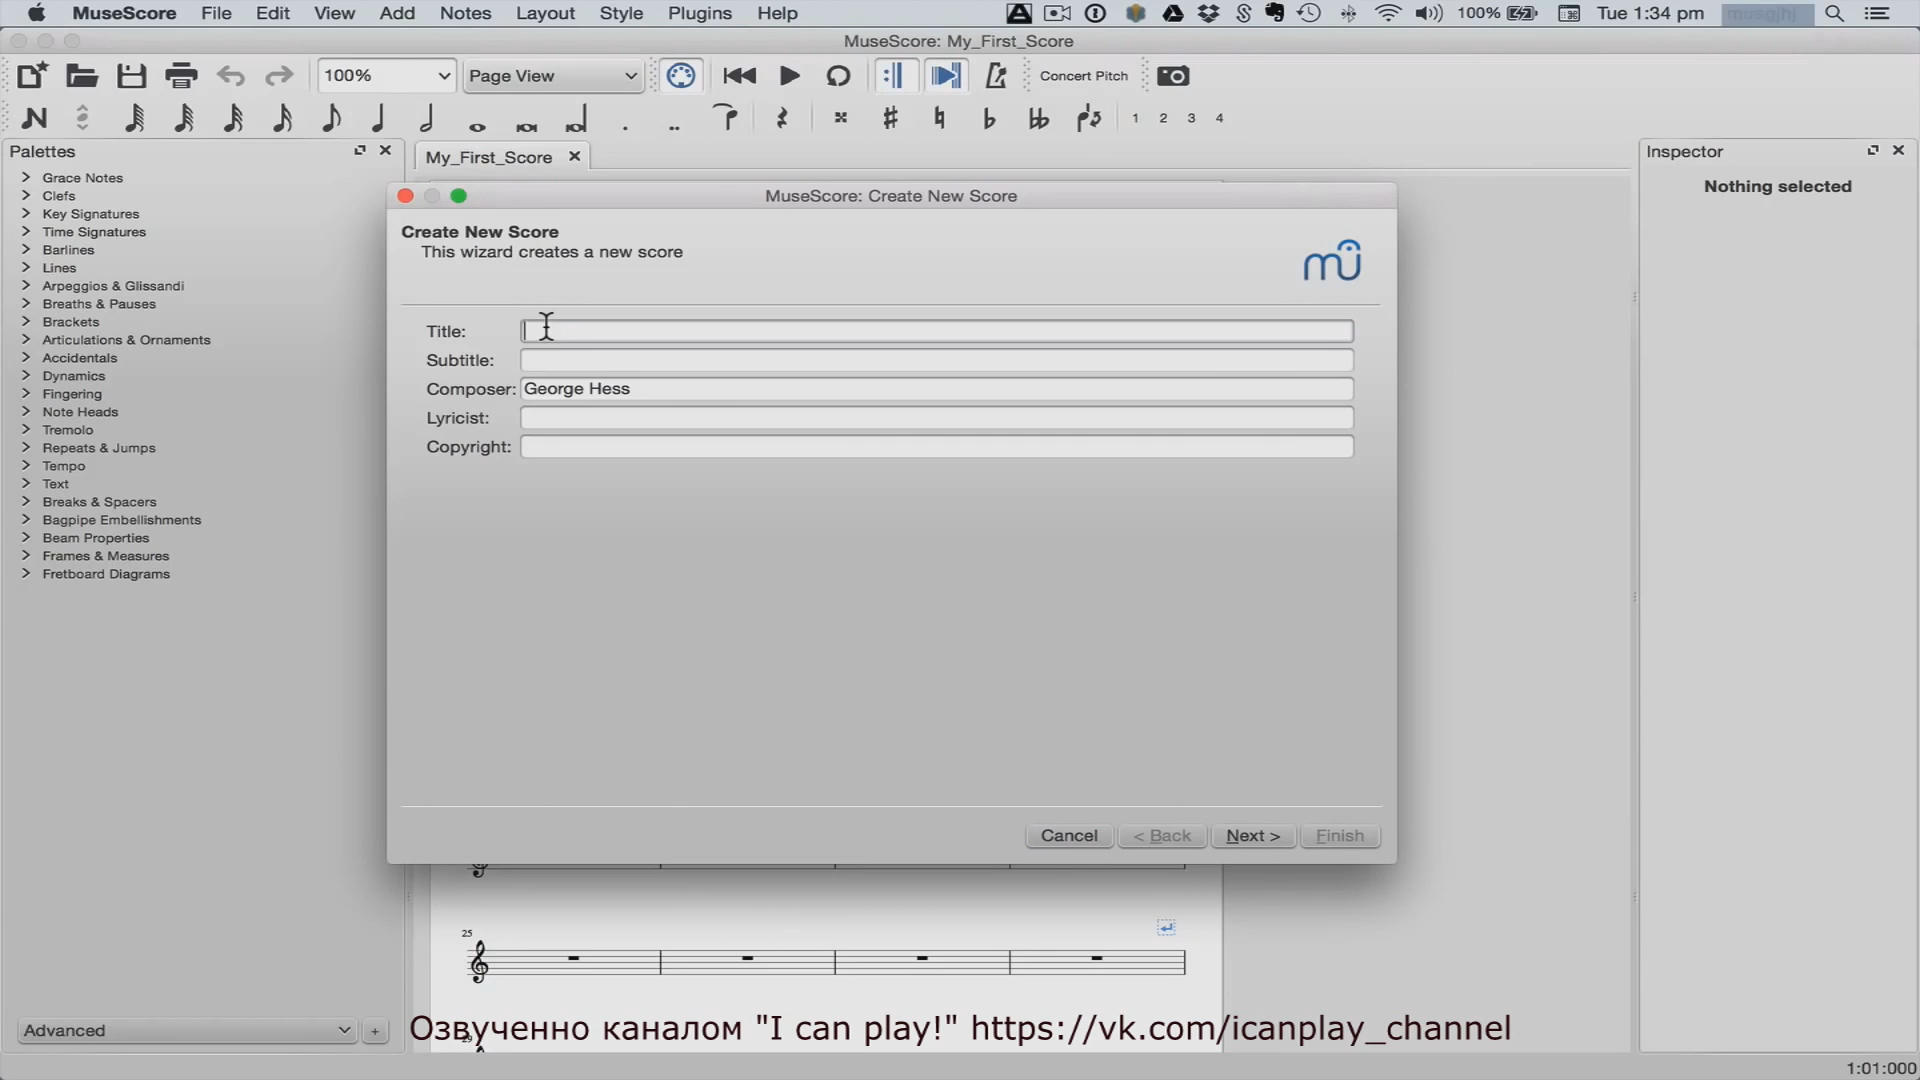 MuseScore File Edit View Add Notes Layout Style Plugins Help 100% Tue 1:34 pm
MuseScore: My_First_Score
100% Page View Concert Pitch
1 2 3 4
Palettes
My_First_Score
Inspector
Nothing selected
Grace Notes
Clefs
Key Signatures
Time Signatures
Barlines
Lines
Arpeggios & Glissandi
Breaths & Pauses
Brackets
Articulations & Ornaments
Accidentals
Dynamics
Fingering
Note Heads
Tremolo
Repeats & Jumps
Tempo
Text
Breaks & Spacers
Bagpipe Embellishments
Beam Properties
Frames & Measures
Fretboard Diagrams
MuseScore: Create New Score
Create New Score
This wizard creates a new score
mu
Title:
Subtitle:
Composer: George Hess
Lyricist:
Copyright:
Cancel < Back Next > Finish
25
Advanced +
Озвученно каналом "I can play!" https://vk.com/icanplay_channel
1:01:000